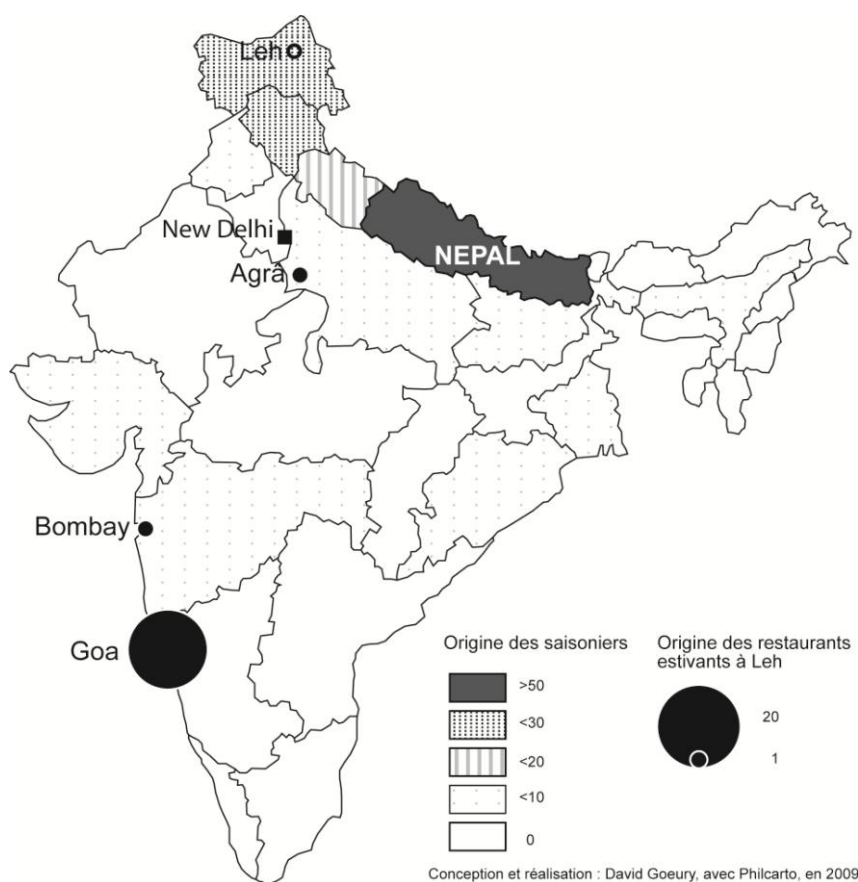 Leh
New Delhi
NEPAL
Agrâ
Bombay
Goa
Origine des saisoniers
>50
<30
<20
<10
0
Origine des restaurants
estivants à Leh
20
1
Conception et réalisation : David Goeury, avec Philcarto, en 2009